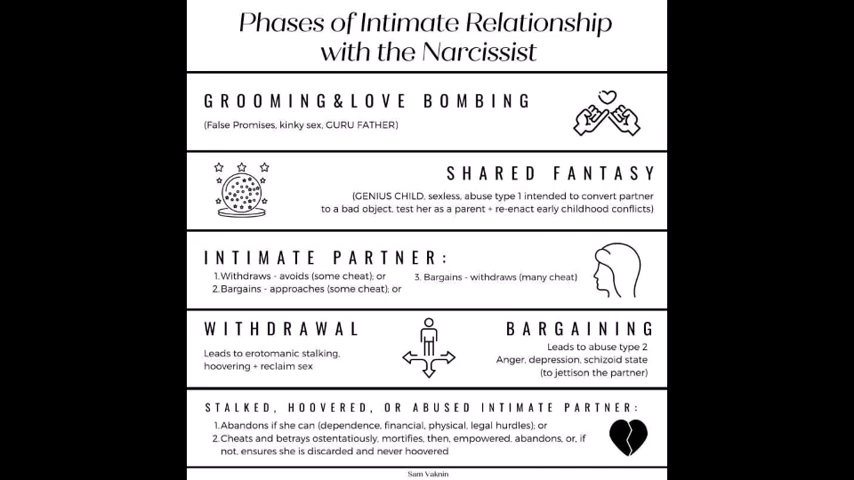 Phases of Intimate Relationship
with the Narcissist
GROOMING&LOVE BOMBING
(False Promises, kinky sex, GURU FATHER)
SHARED FANTASY
(GENIUS CHILD, sexless, abuse type 1 intended to convert partner
to a bad object, test her as a parent + re-enact early childhood conflicts)
INTIMATE PARTNER:
1. Withdraws - avoids (some cheat); or
2. Bargains - approaches (some cheat); or
3. Bargains - withdraws (many cheat)
WITHDRAWAL
Leads to erotomanic stalking,
hoovering + reclaim sex
BARGAINING
Leads to abuse type 2
Anger, depression, schizoid state
(to jettison the partner)
STALKED, HOOVERED, OR ABUSED INTIMATE PARTNER:
1. Abandons if she can (dependence, financial, physical, legal hurdles); or
2. Cheats and betrays ostentatiously, mortifies, then, empowered, abandons, or, if
not, ensures she is discarded and never hoovered
Sam Vaknin